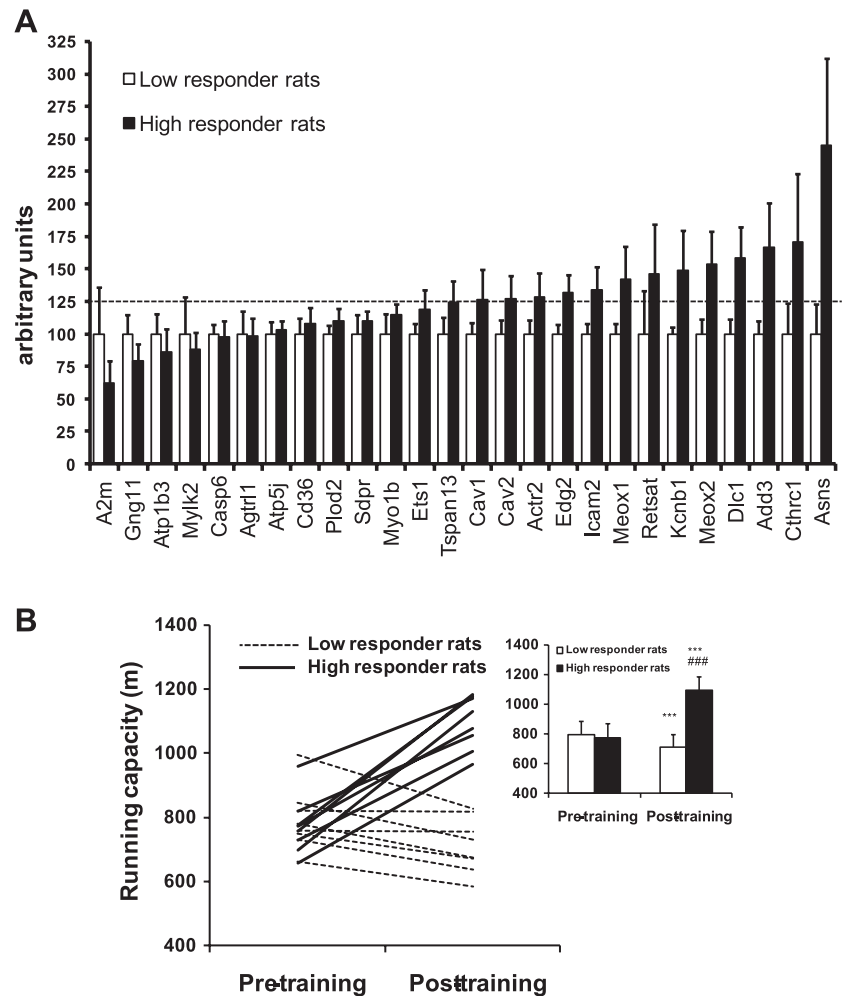 A
325
300
275
250
225
200
175
150
125
100
75
50
25
0
arbitrary units
Low responder rats
High responder rats
A2m
Gng11
Atp1b3
Mylk2
Casp6
Agtrl1
Atp5j
Cd36
Plod2
Sdpr
Myo1b
Ets1
Tspan13
Cav1
Cav2
Actr2
Edg2
Icam2
Meox1
Retsat
Kcnb1
Meox2
Dlc1
Add3
Cthrc1
Asns
B
1400
1200
1000
800
600
400
Running capacity (m)
Low responder rats
High responder rats
Pre-training
Post-training
1400
1200
1000
800
600
400
Low responder rats
High responder rats
***
***
###
Pre-training
Post-training